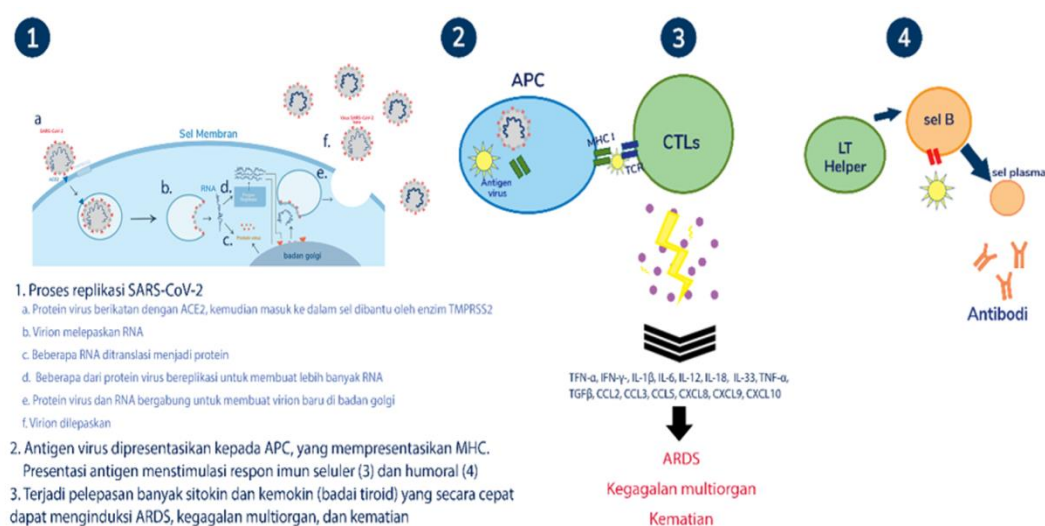 1
2
3
4
a
SARS-CoV-2
ACE2
Sel Membran
b.
RNA
d.
c.
e.
f.
badan golgi
APC
Antigen
virus
MHC I
TCR
CTLs
TFN-α, IFN-γ-, IL-1β, IL-6, IL-12, IL-18, IL-33, TNF-α,
TGFβ, CCL2, CCL3, CCL5, CXCL8, CXCL9, CXCL10
ARDS
Kegagalan multiorgan
Kematian
LT
Helper
sel B
sel plasma
Antibodi
1. Proses replikasi SARS-CoV-2
a. Protein virus berikatan dengan ACE2, kemudian masuk ke dalam sel dibantu oleh enzim TMPRSS2
b. Virion melepaskan RNA
c. Beberapa RNA ditranslasi menjadi protein
d. Beberapa dari protein virus bereplikasi untuk membuat lebih banyak RNA
e. Protein virus dan RNA bergabung untuk membuat virion baru di badan golgi
f. Virion dilepaskan
2. Antigen virus dipresentasikan kepada APC, yang mempresentasikan MHC.
Presentasi antigen menstimulasi respon imun seluler (3) dan humoral (4)
3. Terjadi pelepasan banyak sitokin dan kemokin (badai tiroid) yang secara cepat
dapat menginduksi ARDS, kegagalan multiorgan, dan kematian